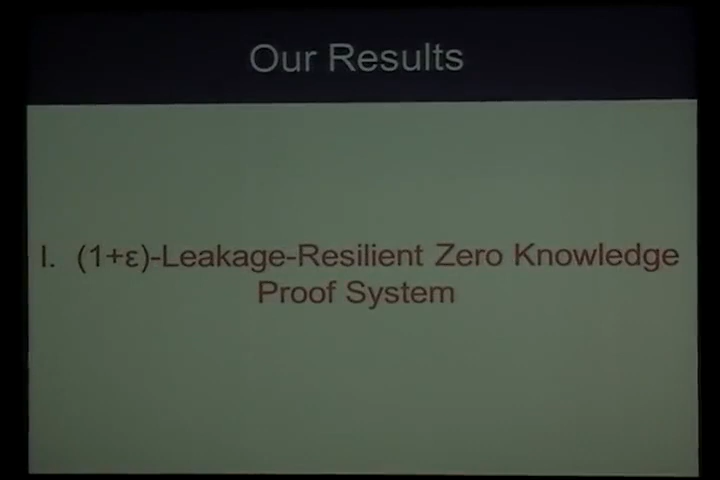 Our Results
I. (1+ε)-Leakage-Resilient Zero Knowledge
Proof System